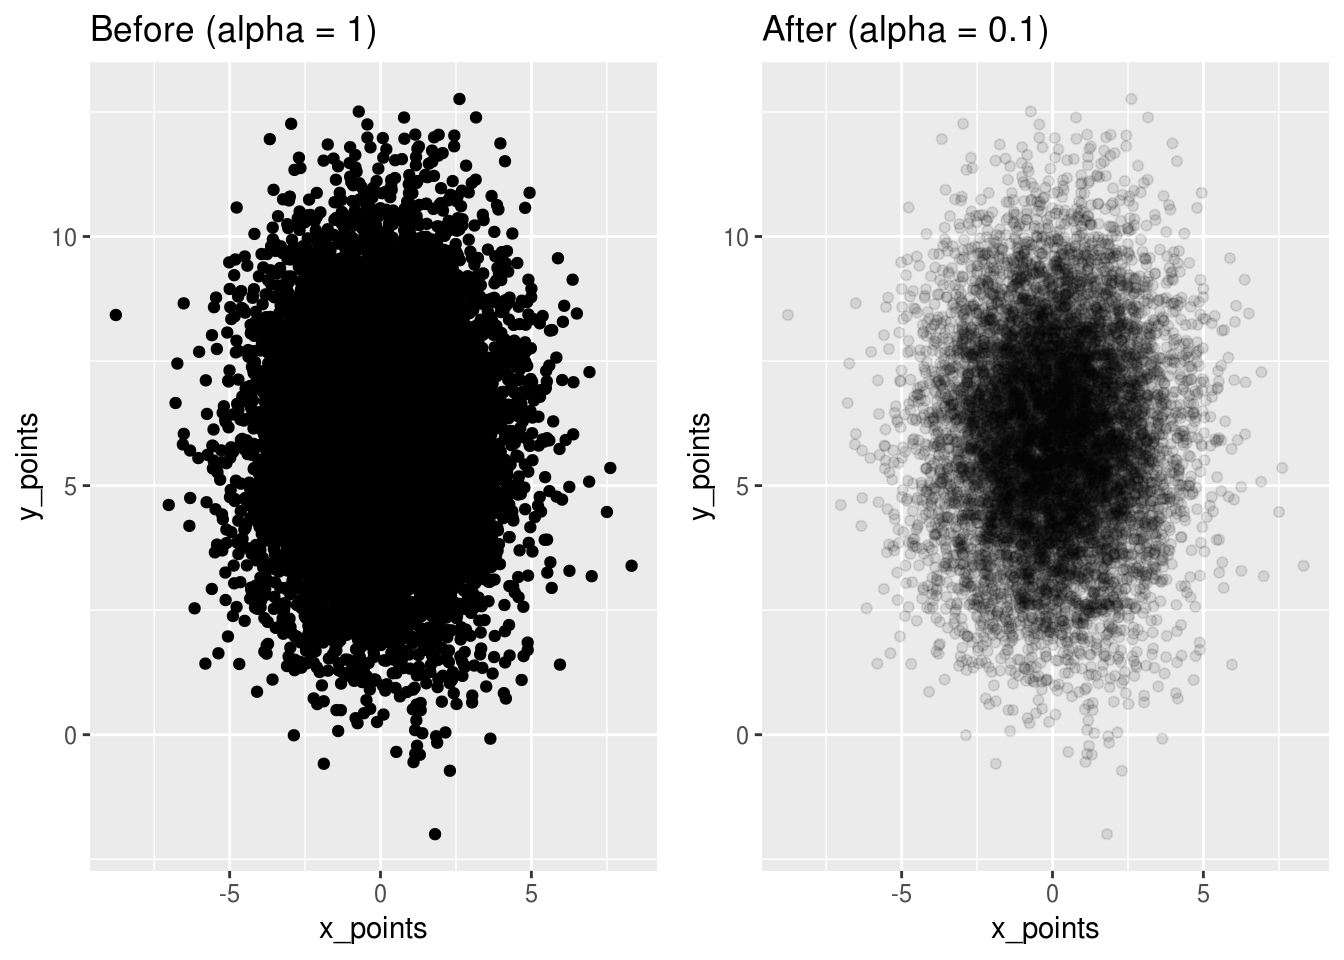 Before (alpha = 1)
y_points
10
5
0
-5 0 5
x_points
After (alpha = 0.1)
y_points
10
5
0
-5 0 5
x_points